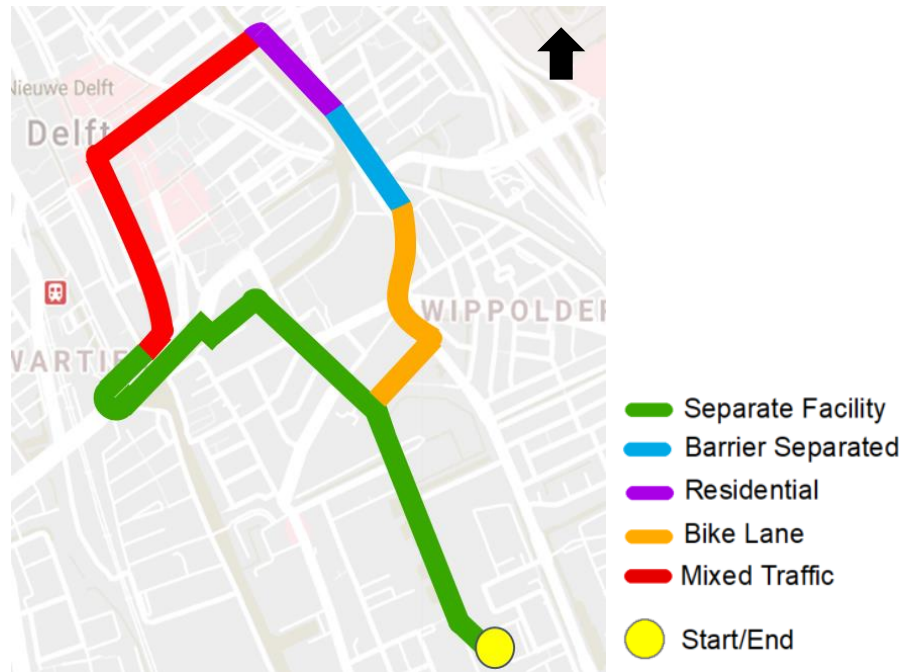 Nieuwe Delft
Delft
WIPPOLDER
WARTIE
Separate Facility
Barrier Separated
Residential
Bike Lane
Mixed Traffic
Start/End